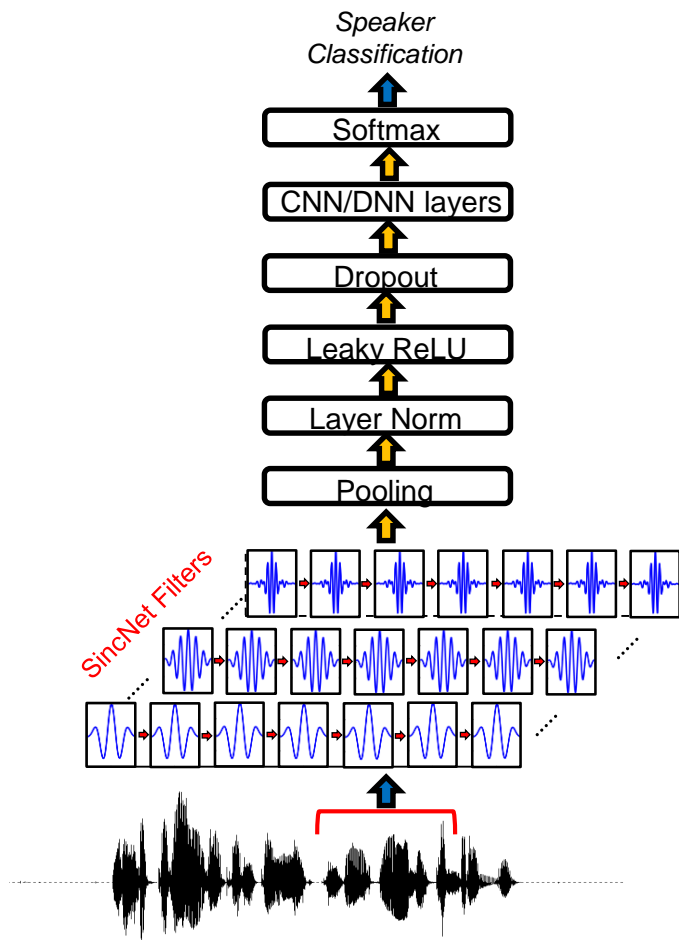 Speaker
Classification
Softmax
CNN/DNN layers
Dropout
Leaky ReLU
Layer Norm
Pooling
SincNet Filters